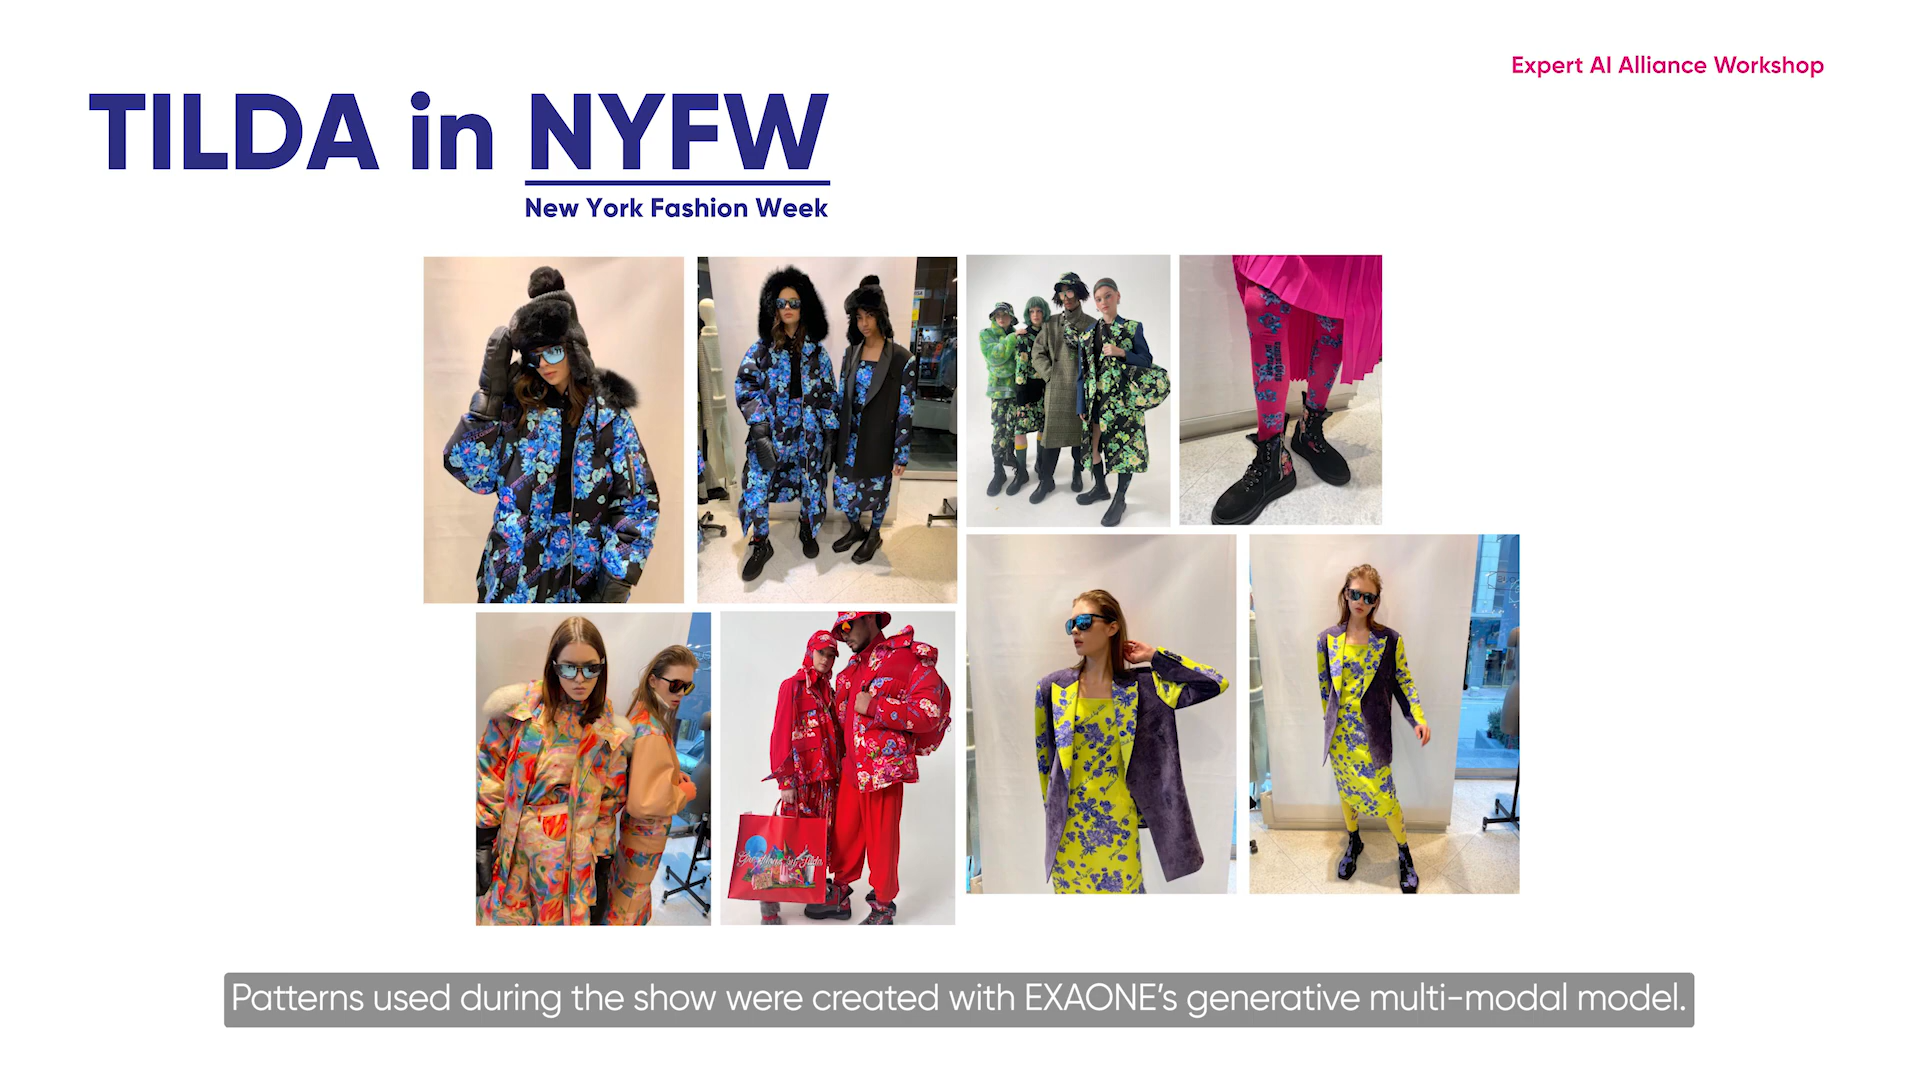 Expert AI Alliance Workshop
TILDA in NYFW
New York Fashion Week
Patterns used during the show were created with EXAONE's generative multi-modal model.